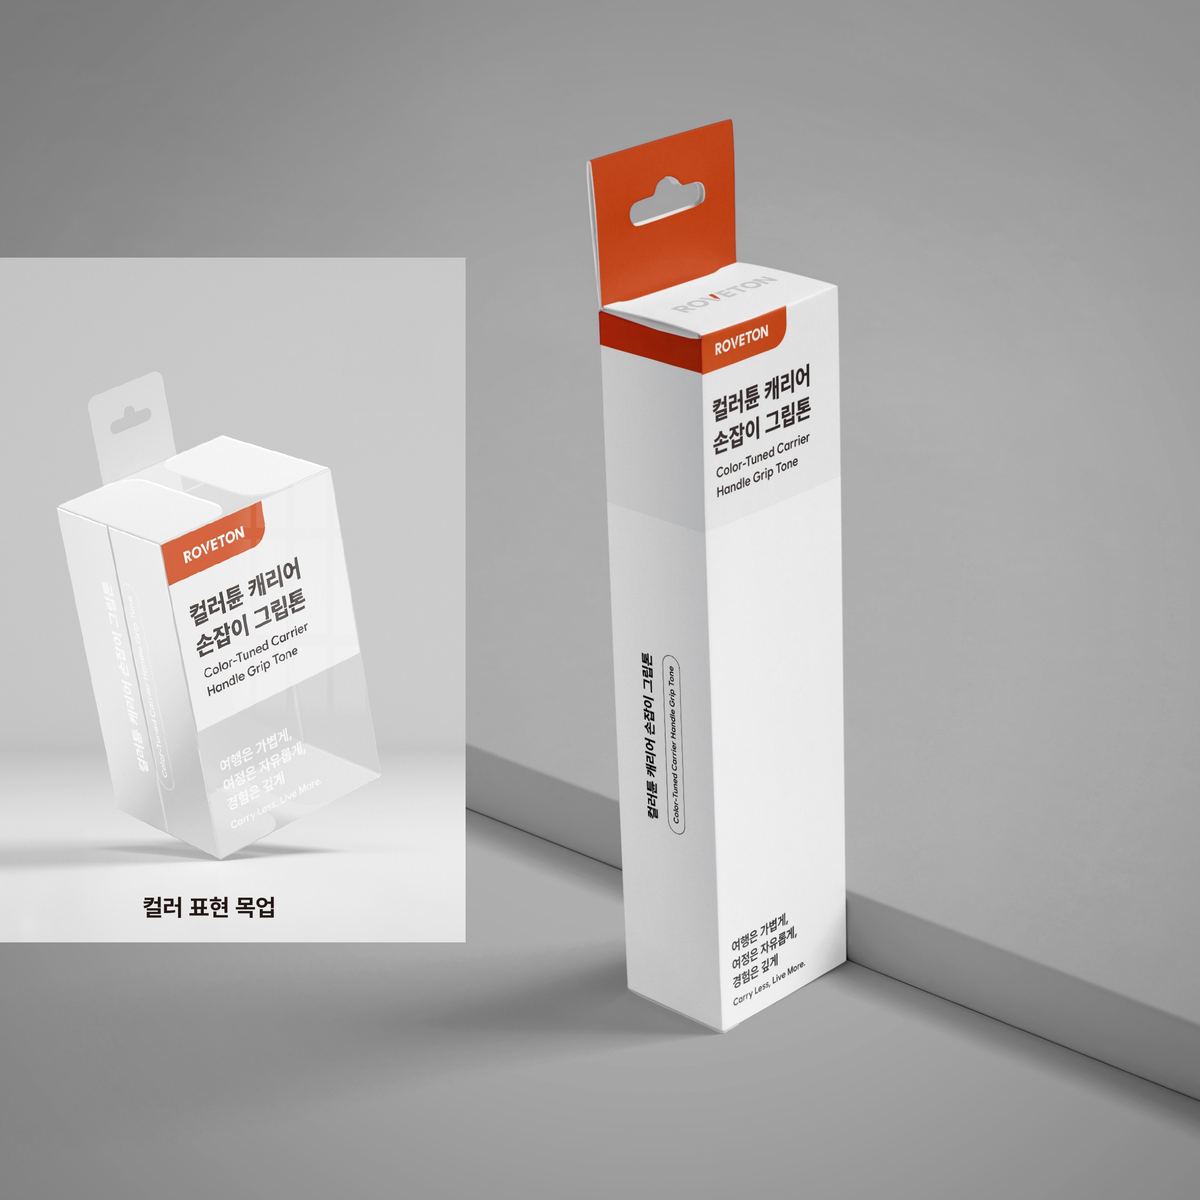 ROVETON
ROVETON
컬러튠 캐리어
손잡이 그립톤
Color-Tuned Carrier
Handle Grip Tone
컬러튠 캐리어 손잡이 그립톤
Color-Tuned Carrier Handle Grip Tone
여행은 가볍게,
여정은 자유롭게,
경험은 깊게
Carry Less, Live More.
ROVETON
컬러튠 캐리어
손잡이 그립톤
Color-Tuned Carrier
Handle Grip Tone
컬러튠 캐리어 손잡이 그립톤
Color-Tuned Carrier Handle Grip Tone
여행은 가볍게,
여정은 자유롭게,
경험은 깊게
Carry Less, Live More.
컬러 표현 목업